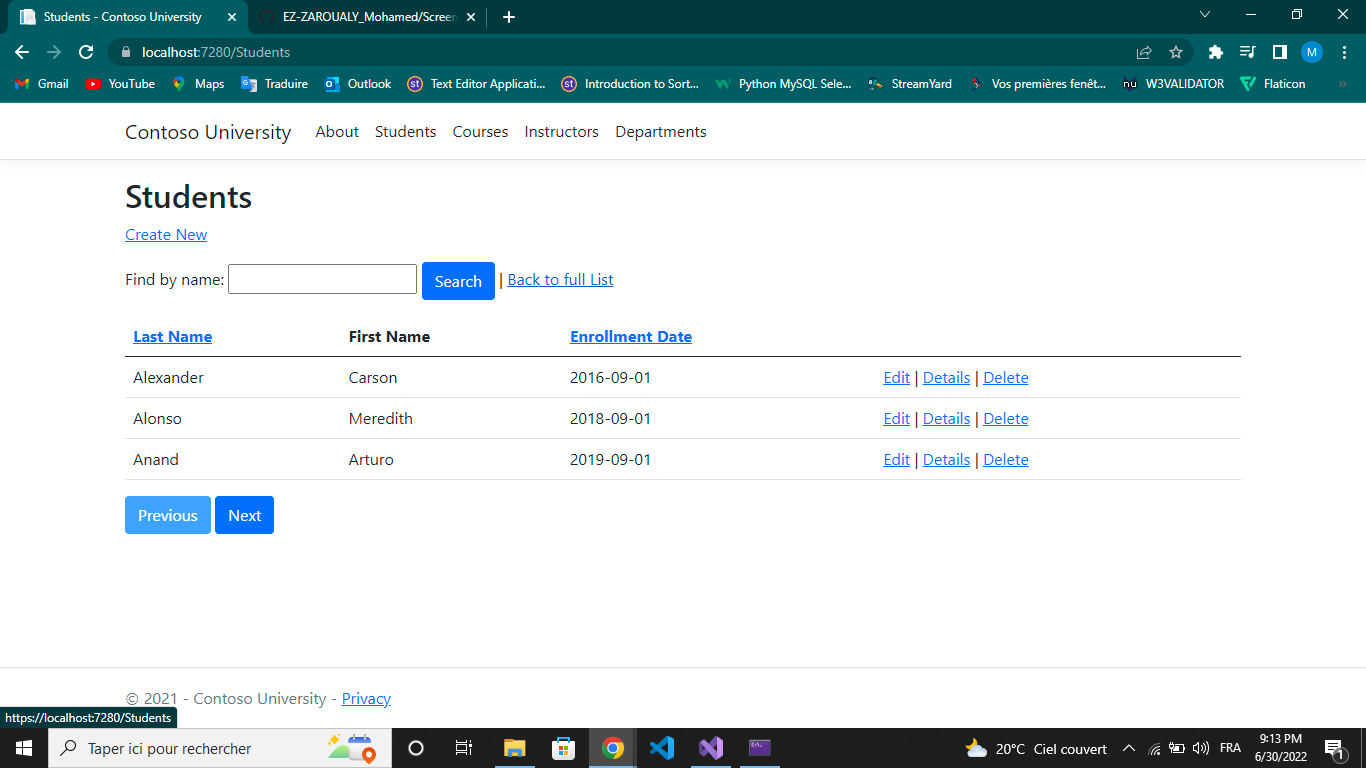 Students - Contoso University
EZ-ZAROUALY_Mohamed/Screen
localhost:7280/Students
M
Gmail YouTube Maps Traduire Outlook Text Editor Applicati... Introduction to Sort... Python MySQL Sele... StreamYard Vos premières fenêt... W3VALIDATOR Flaticon
Contoso University About Students Courses Instructors Departments
Students
Create New
Find by name: Search | Back to full List
Last Name First Name Enrollment Date
Alexander Carson 2016-09-01 Edit | Details | Delete
Alonso Meredith 2018-09-01 Edit | Details | Delete
Anand Arturo 2019-09-01 Edit | Details | Delete
Previous Next
© 2021 - Contoso University - Privacy
https://localhost:7280/Students
Taper ici pour rechercher
20°C Ciel couvert
FRA
9:13 PM
6/30/2022
1